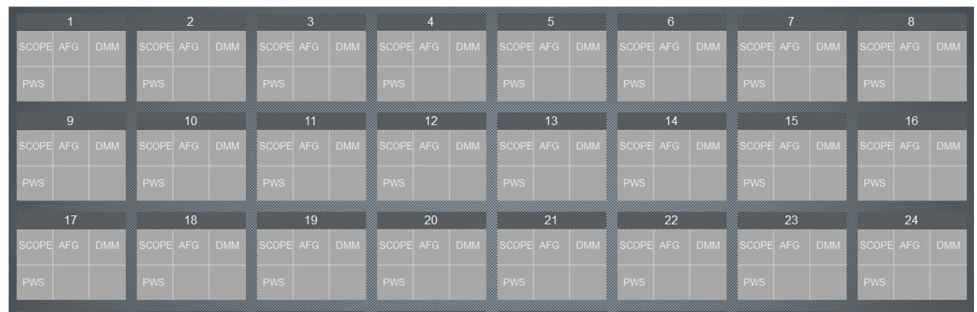 1 2 3 4 5 6 7 8
SCOPE AFG DMM SCOPE AFG DMM SCOPE AFG DMM SCOPE AFG DMM SCOPE AFG DMM SCOPE AFG DMM SCOPE AFG DMM SCOPE AFG DMM
PWS PWS PWS PWS PWS PWS PWS PWS
9 10 11 12 13 14 15 16
SCOPE AFG DMM SCOPE AFG DMM SCOPE AFG DMM SCOPE AFG DMM SCOPE AFG DMM SCOPE AFG DMM SCOPE AFG DMM SCOPE AFG DMM
PWS PWS PWS PWS PWS PWS PWS PWS
17 18 19 20 21 22 23 24
SCOPE AFG DMM SCOPE AFG DMM SCOPE AFG DMM SCOPE AFG DMM SCOPE AFG DMM SCOPE AFG DMM SCOPE AFG DMM SCOPE AFG DMM
PWS PWS PWS PWS PWS PWS PWS PWS